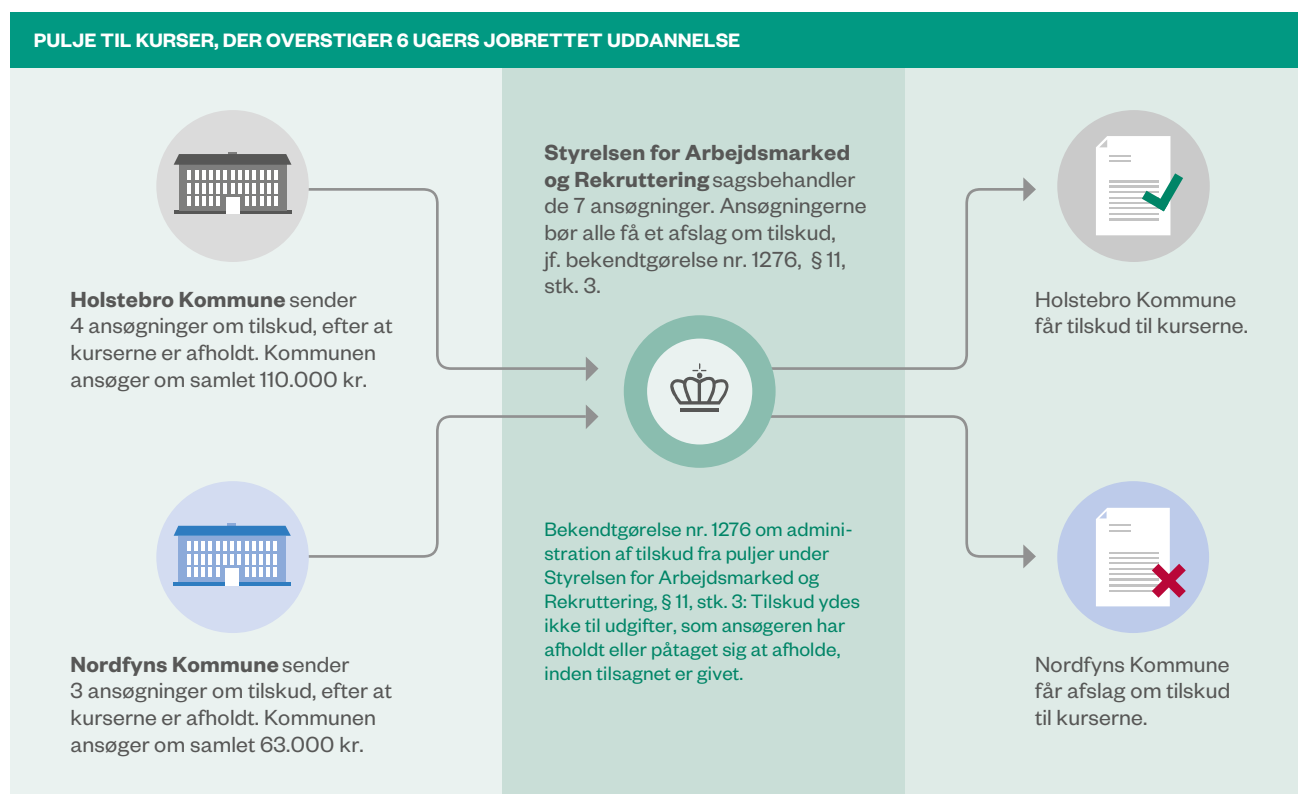 PULJE TIL KURSER, DER OVERSTIGER 6 UGERS JOBRETTET UDDANNELSE
Holstebro Kommune sender
4 ansøgninger om tilskud, efter at
kurserne er afholdt. Kommunen
ansøger om samlet 110.000 kr.
Nordfyns Kommune sender
3 ansøgninger om tilskud, efter at
kurserne er afholdt. Kommunen
ansøger om samlet 63.000 kr.
Styrelsen for Arbejdsmarked
og Rekruttering sagsbehandler
de 7 ansøgninger. Ansøgningerne
bør alle få et afslag om tilskud,
jf. bekendtgørelse nr. 1276, § 11,
stk. 3.
Bekendtgørelse nr. 1276 om admini-
stration af tilskud fra puljer under
Styrelsen for Arbejdsmarked og
Rekruttering, § 11, stk. 3: Tilskud ydes
ikke til udgifter, som ansøgeren har
afholdt eller påtaget sig at afholde,
inden tilsagnet er givet.
Holstebro Kommune
får tilskud til kurserne.
Nordfyns Kommune
får afslag om tilskud
til kurserne.